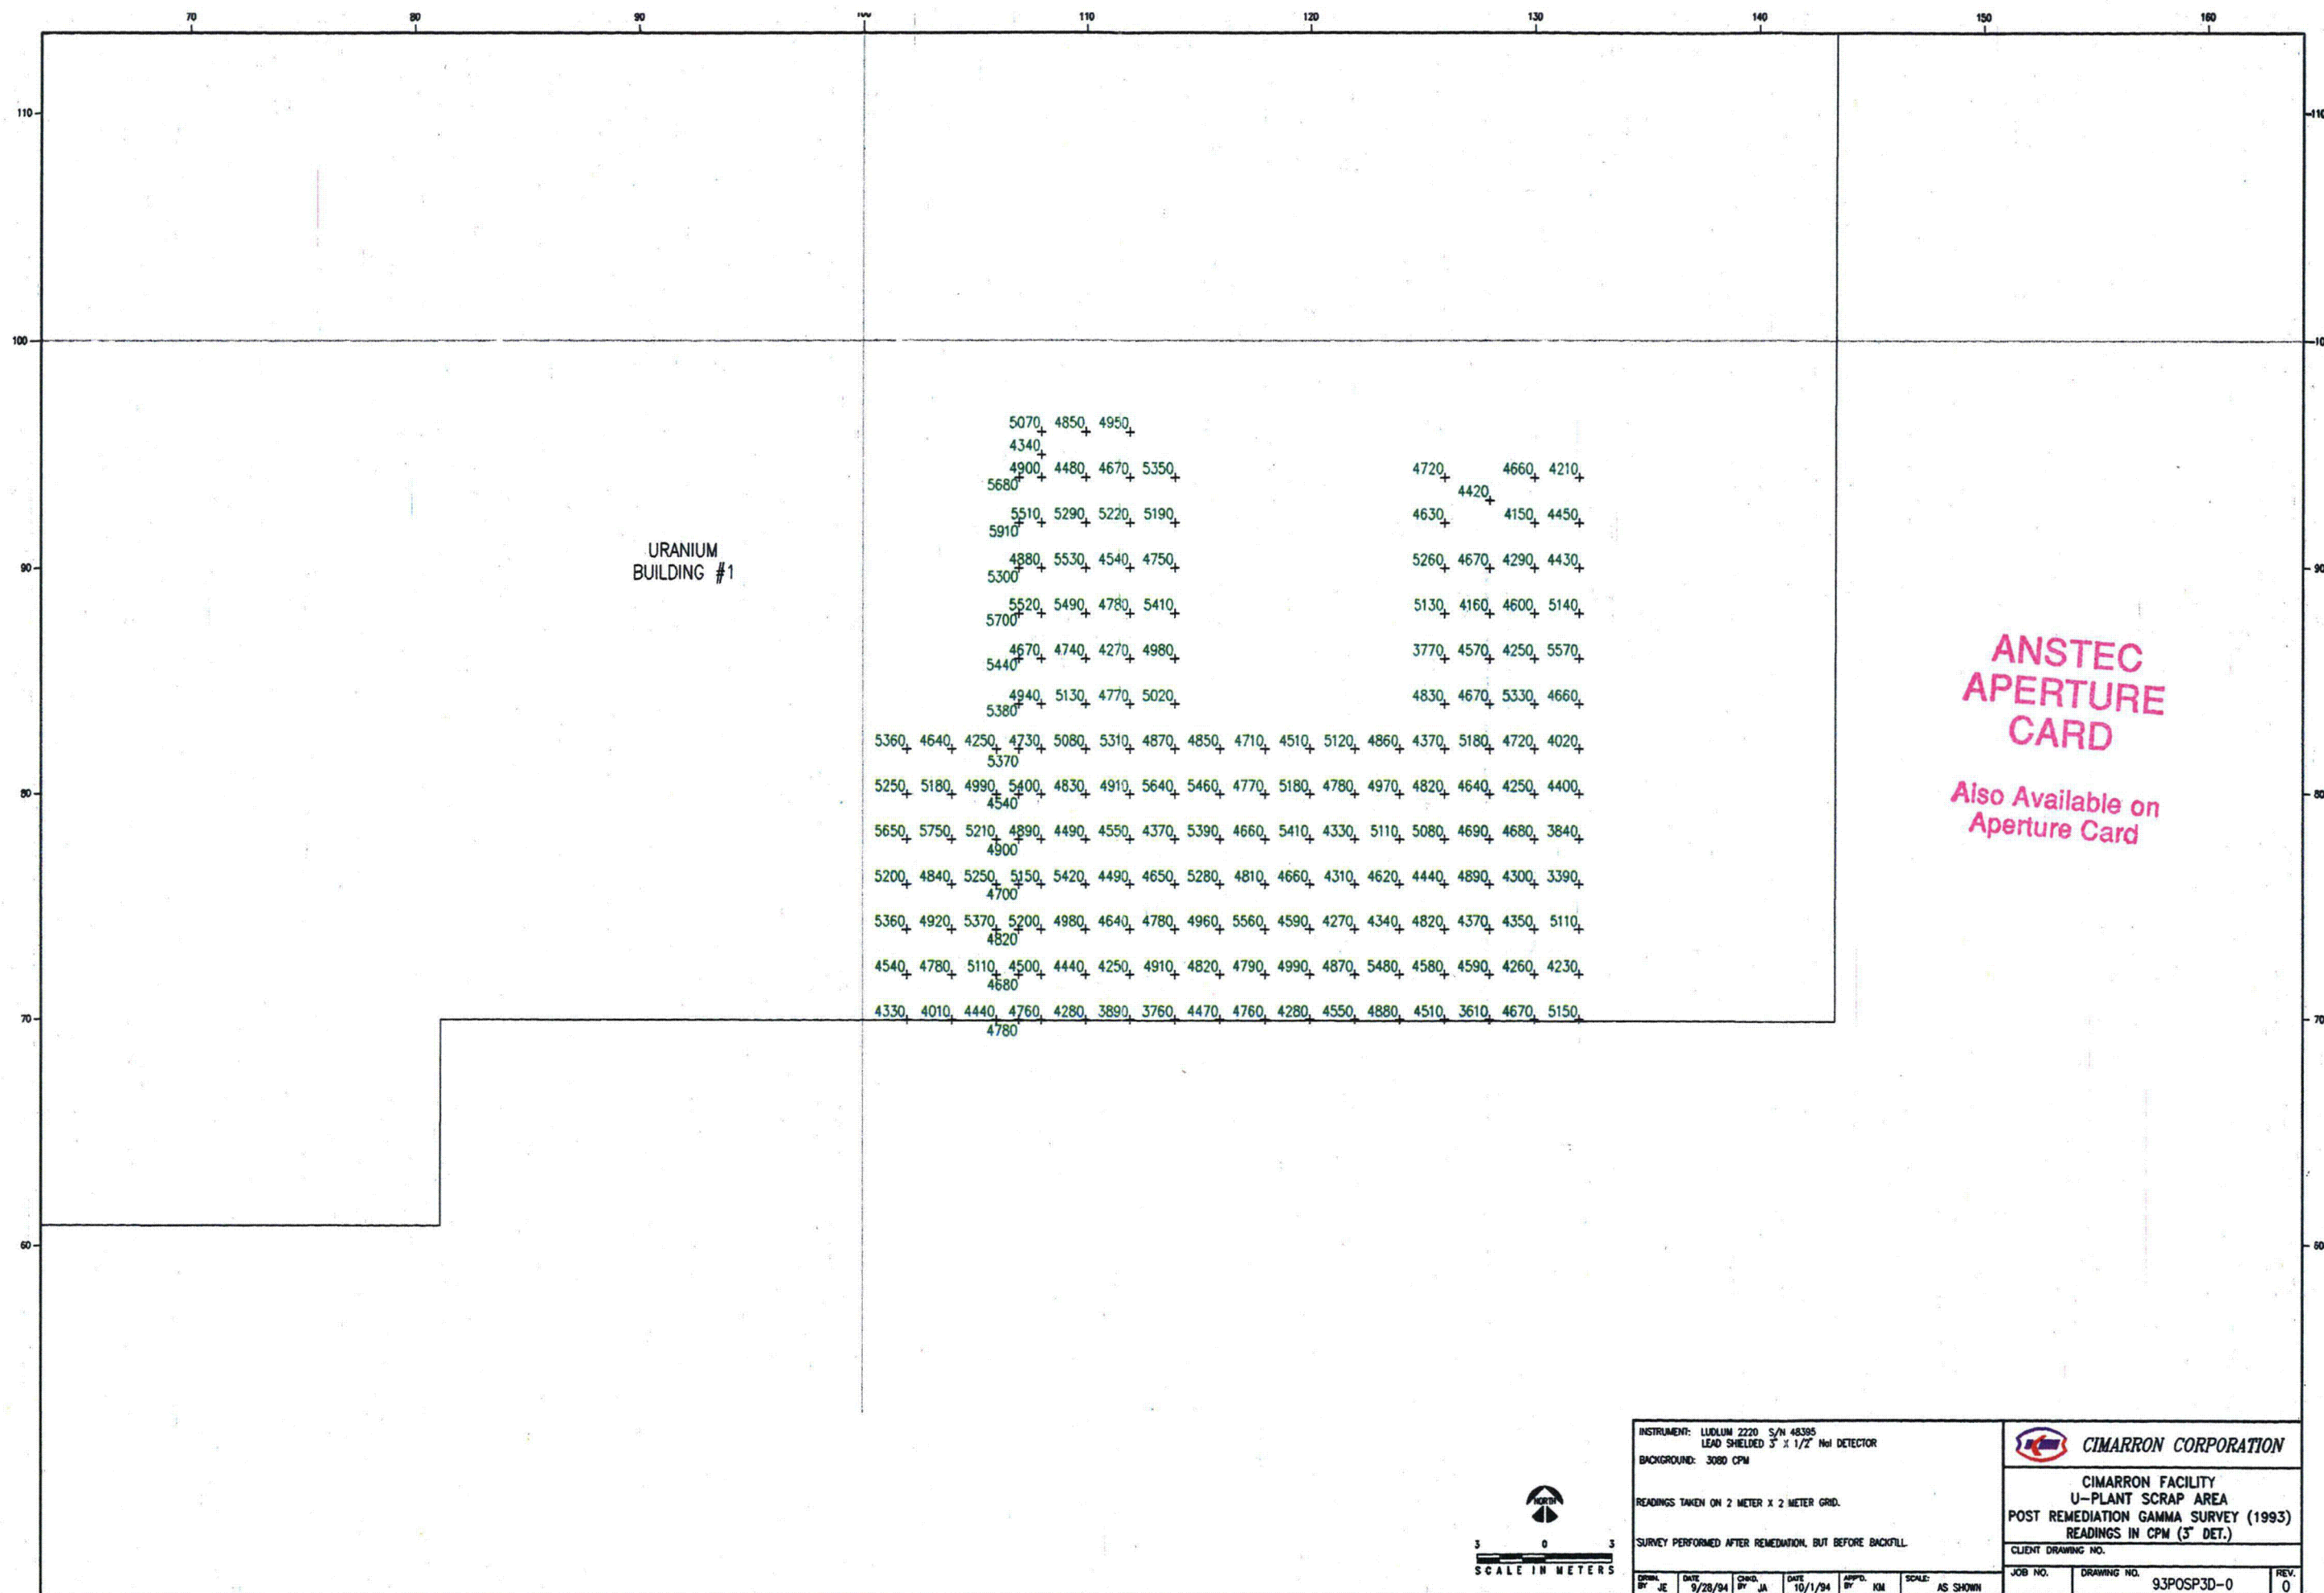 70 80 90 110 120 130 140 150 160
110 110
100 10
5070 4850 4950
4340
4900 4480 4670 5350 4720 4660 4210
5680
4420
5510 5290 5220 5190 4630 4150 4450
5910
URANIUM
BUILDING #1
90 4880 5530 4540 4750 5260 4670 4290 4430 90
5300
5520 5490 4780 5410 5130 4160 4600 5140
5700
4670 4740 4270 4980 3770 4570 4250 5570
5440
4940 5130 4770 5020 4830 4670 5330 4660
5380
5360 4640 4250 4730 5080 5310 4870 4850 4710 4510 5120 4860 4370 5180 4720 4020
5370
80 5250 5180 4990 5400 4830 4910 5640 5460 4770 5180 4780 4970 4820 4640 4250 4400 80
4540
5650 5750 5210 4890 4490 4550 4370 5390 4660 5410 4330 5110 5080 4690 4680 3840
4900
5200 4840 5250 5150 5420 4490 4650 5280 4810 4660 4310 4620 4440 4890 4300 3390
4700
5360 4920 5370 5200 4980 4640 4780 4960 5560 4590 4270 4340 4820 4370 4350 5110
4820
4540 4780 5110 4500 4440 4250 4910 4820 4790 4990 4870 5480 4580 4590 4260 4230
4680
70 4330 4010 4440 4760 4280 3890 3760 4470 4760 4280 4550 4880 4510 3610 4670 5150 70
4780
60 60
ANSTEC
APERTURE
CARD
Also Available on
Aperture Card
NORTH
3 0 3
SCALE IN METERS
INSTRUMENT: LUDLUM 2220 S/N 48395
LEAD SHIELDED 3" X 1/2" NaI DETECTOR
BACKGROUND: 3080 CPM
READINGS TAKEN ON 2 METER X 2 METER GRID.
SURVEY PERFORMED AFTER REMEDIATION, BUT BEFORE BACKFILL.
DRWN. BY JE DATE 9/28/94 CHKD. BY JA DATE 10/1/94 APP'D. BY KM SCALE: AS SHOWN
CIMARRON CORPORATION
CIMARRON FACILITY
U-PLANT SCRAP AREA
POST REMEDIATION GAMMA SURVEY (1993)
READINGS IN CPM (3" DET.)
CLIENT DRAWING NO.
JOB NO. DRAWING NO. 93POSP3D-0 REV. 0